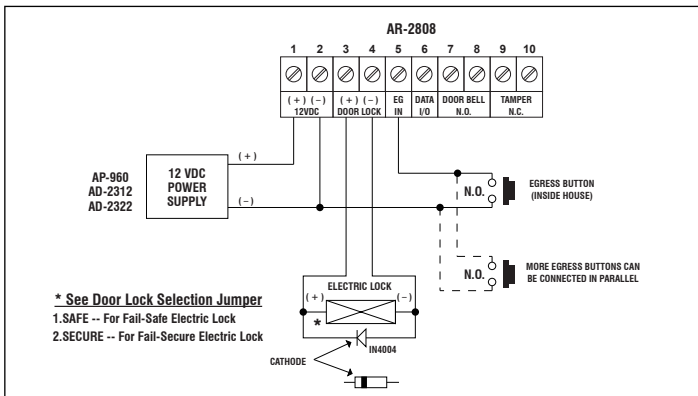 AR-2808
1 2 3 4 5 6 7 8 9 10
(+) (-) (+) (-) EG DATA DOOR BELL TAMPER
12VDC DOOR LOCK IN I/O N.O. N.C.
(+)
AP-960
AD-2312
AD-2322
12 VDC
POWER
SUPPLY
(-)
N.O.
EGRESS BUTTON
(INSIDE HOUSE)
N.O.
MORE EGRESS BUTTONS CAN
BE CONNECTED IN PARALLEL
* See Door Lock Selection Jumper
1.SAFE -- For Fail-Safe Electric Lock
2.SECURE -- For Fail-Secure Electric Lock
ELECTRIC LOCK
(+) (-)
*
IN4004
CATHODE